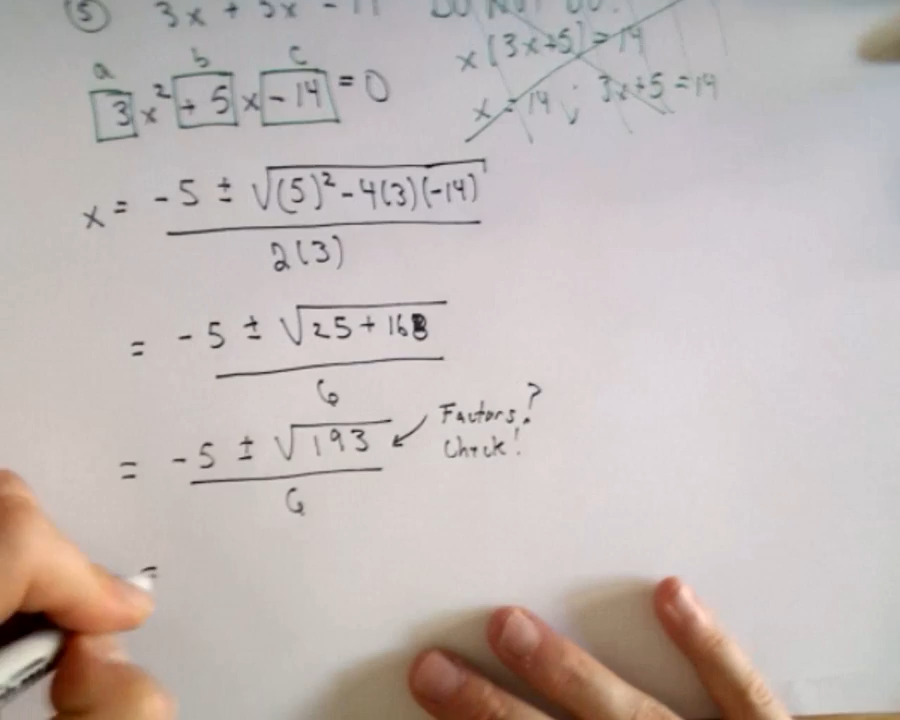 ⑤ 3x + 5x = 14 DO NOT DO:
x(3x+5) = 14
x = 14 ; 3x+5 = 14
a b c
3x² + 5x - 14 = 0
x = -5 ± √(5)² - 4(3)(-14)
2(3)
= -5 ± √25 + 168
6
= -5 ± √193
6
Factors?
Check!
=